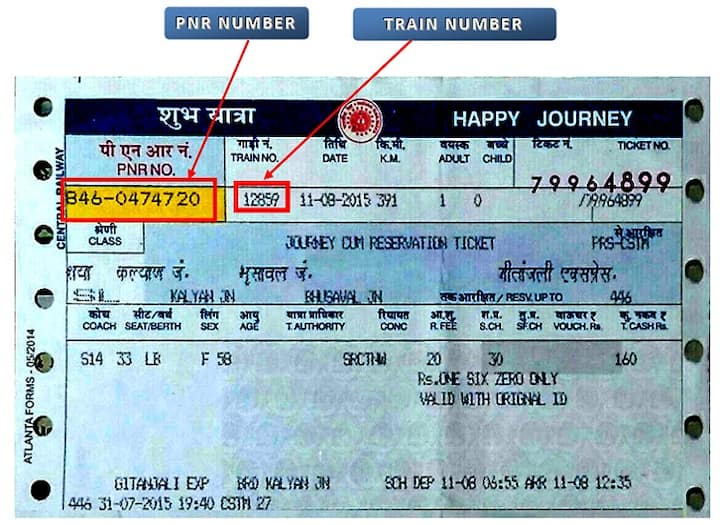 PNR NUMBER
TRAIN NUMBER
शुभ यात्रा HAPPY JOURNEY
पी एन आर नं. गाड़ी नं. तिथि कि.मी. वयस्क बच्चे टिकट नं. TICKET NO.
PNR NO. TRAIN NO. DATE K.M. ADULT CHILD
79964899
846-0474720 12859 11-08-2015 391 1 0 79964899
CENTRAL RAILWAY
श्रेणी से आरक्षित
CLASS JOURNEY CUM RESERVATION TICKET PRS-CSTM
कल्याण जं. भुसावल जं. गीतांजली एक्सप्रेस.
SL KALYAN JN BHUSAVAL JN तक आरक्षित / RESV. UP TO 446
कोच सीट/बर्थ लिंग आयु यात्रा प्राधिकार रियायत आ.शु. सु.प्र. वाऊचर ₹ कु. नकद ₹
COACH SEAT/BERTH SEX AGE T. AUTHORITY CONC R. FEE S.CH. SF.CH VOUCH. Rs. T. CASH Rs.
S14 33 LB F 58 SRCTNW 20 30 160
Rs.ONE SIX ZERO ONLY
VALID WITH ORIGNAL ID
ATLANTA FORMS - 05/2014
GITANJALI EXP BRD KALYAN JN SCH DEP 11-08 06:55 ARR 11-08 12:35
446 31-07-2015 19:40 CSTM 27